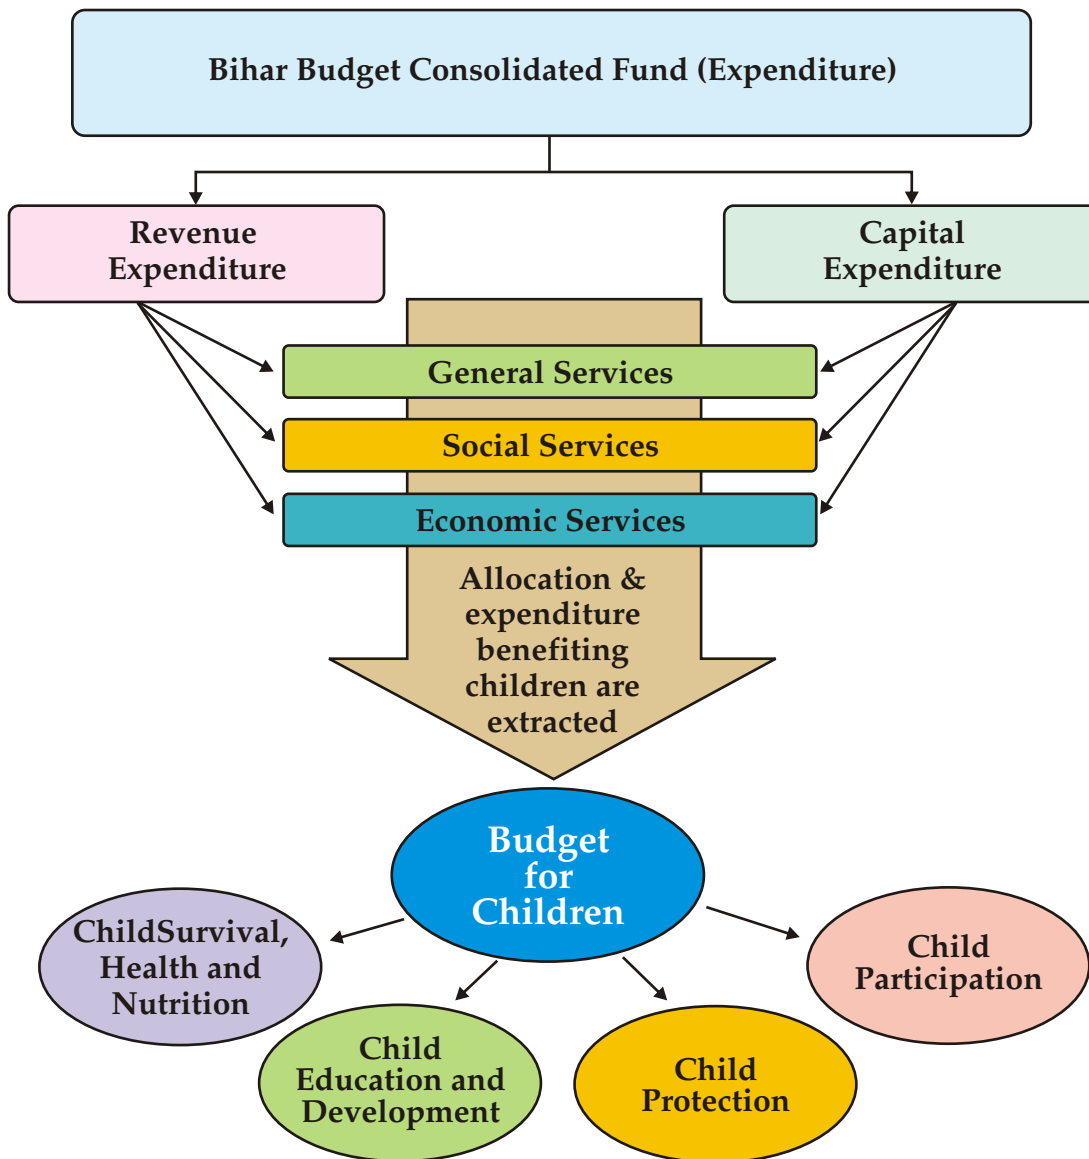 Bihar Budget Consolidated Fund (Expenditure)
Revenue
Expenditure
Capital
Expenditure
General Services
Social Services
Economic Services
Allocation &
expenditure
benefiting
children are
extracted
Budget
for
Children
ChildSurvival,
Health and
Nutrition
Child
Education and
Development
Child
Protection
Child
Participation